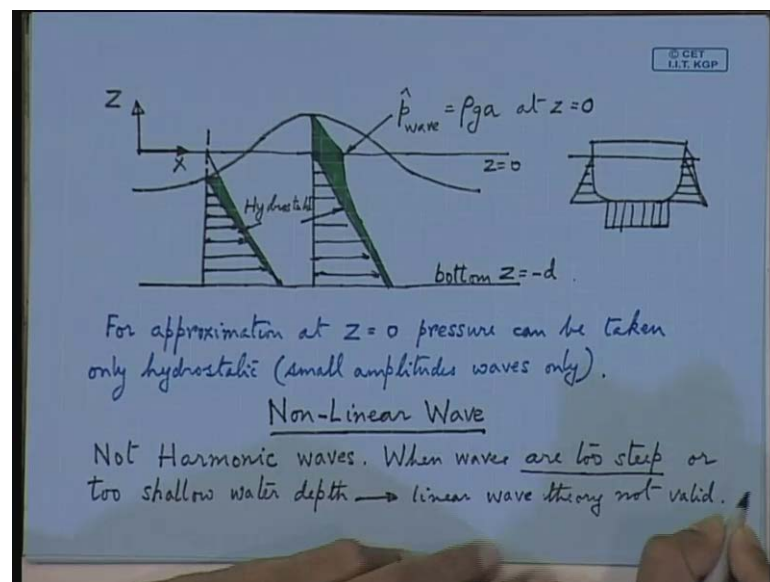 © CET
I.I.T. KGP
Z
X
p̂wave = ρga at z=0
z=0
Hydrostatic
bottom Z=-d
For approximation at Z=0 pressure can be taken
only hydrostatic (small amplitudes waves only).
Non-Linear Wave
Not Harmonic waves. When waves are too steep or
too shallow water depth → linear wave theory not valid.